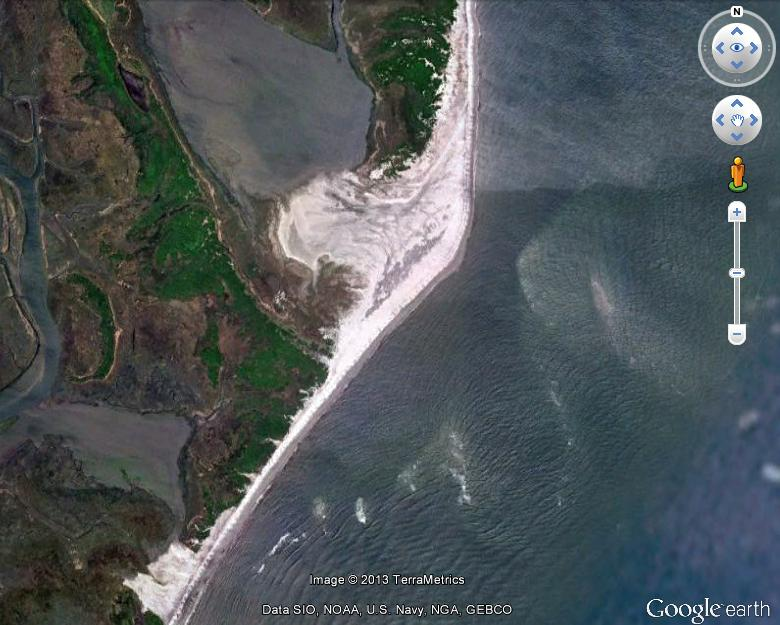 N
Image © 2013 TerraMetrics
Data SIO, NOAA, U.S. Navy, NGA, GEBCO
Google earth